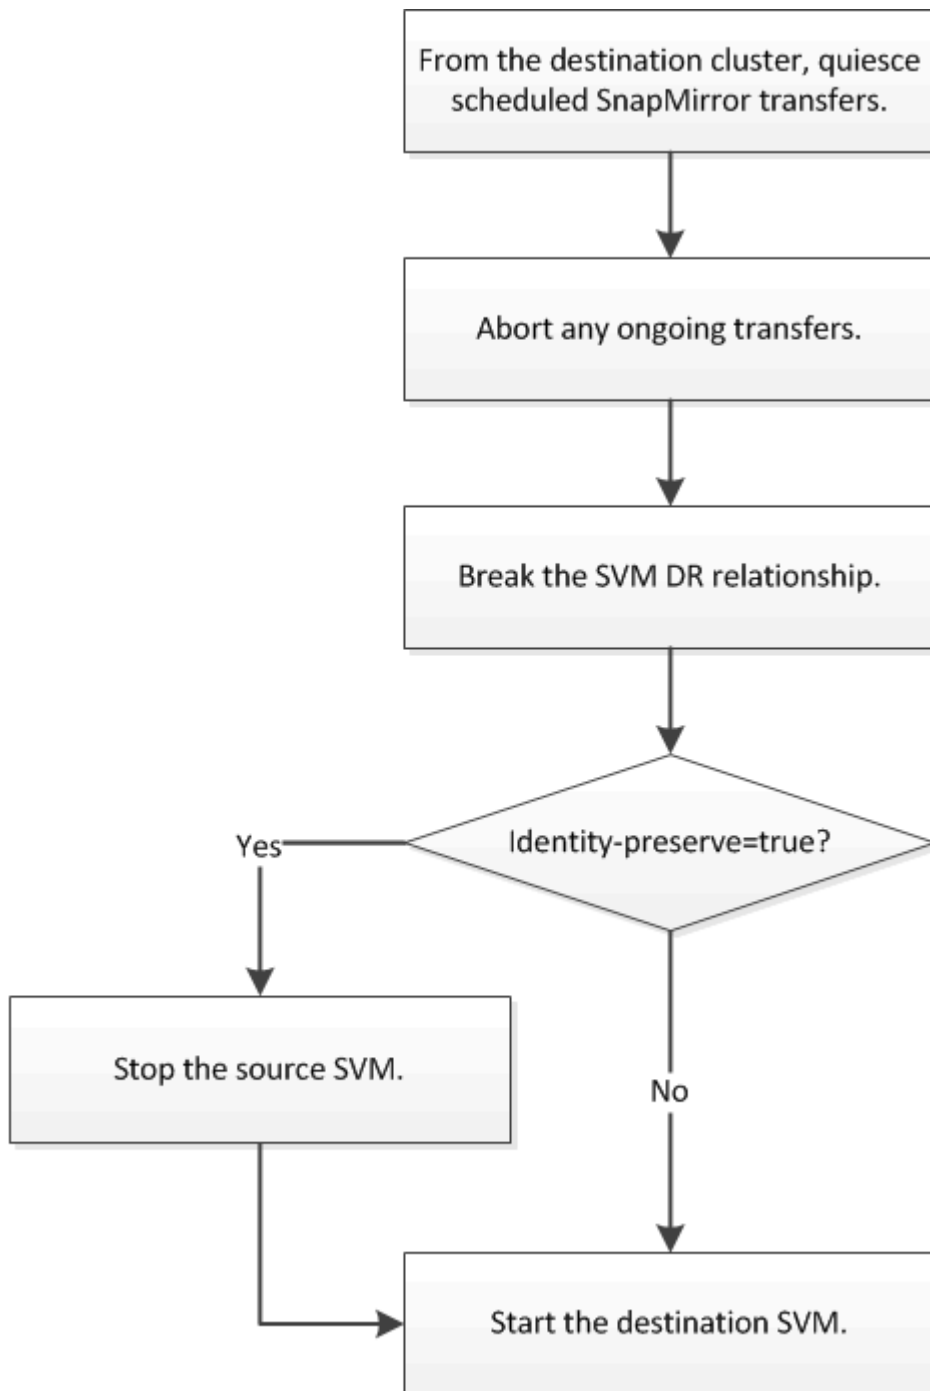 From the destination cluster, quiesce
scheduled SnapMirror transfers.
Abort any ongoing transfers.
Break the SVM DR relationship.
Identity-preserve=true?
Yes
Stop the source SVM.
No
Start the destination SVM.